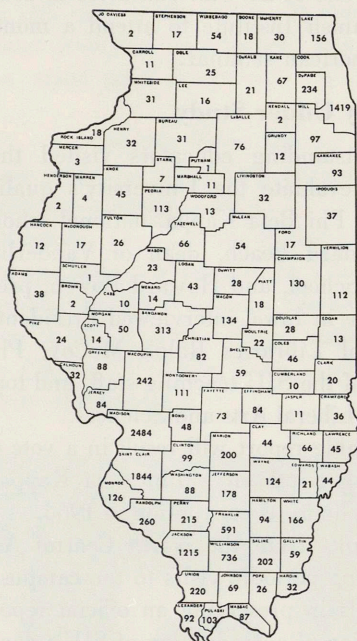 JO DAVIESS STEPHENSON WINNEBAGO BOONE McHENRY LAKE
2 17 54 18 30 156
CARROLL OGLE DeKALB KANE COOK
11 25 21 67 1419
DuPAGE
234
WHITESIDE LEE KENDALL WILL
31 16 2 97
ROCK ISLAND HENRY BUREAU LaSALLE GRUNDY KANKAKEE
18 32 31 76 12 93
MERCER STARK PUTNAM
3 7 1
HENDERSON WARREN KNOX PEORIA MARSHALL LIVINGSTON IROQUOIS
2 4 45 113 11 32 37
WOODFORD
13
HANCOCK McDONOUGH FULTON TAZEWELL McLEAN FORD VERMILION
12 17 26 66 54 17 112
SCHUYLER MASON LOGAN DeWITT PIATT CHAMPAIGN
1 23 43 28 18 130
ADAMS BROWN CASS MENARD MACON
38 2 10 14 134
PIKE SCOTT MORGAN SANGAMON CHRISTIAN MOULTRIE DOUGLAS EDGAR
24 14 50 313 82 22 28 13
COLES
46
CALHOUN GREENE MACOUPIN MONTGOMERY SHELBY CUMBERLAND CLARK
32 88 242 111 59 10 20
JERSEY FAYETTE EFFINGHAM JASPER CRAWFORD
84 73 84 11 36
MADISON BOND CLAY RICHLAND LAWRENCE
2484 48 44 66 45
CLINTON MARION
99 200
SAINT CLAIR WASHINGTON JEFFERSON WAYNE EDWARDS WABASH
1844 88 178 124 21 44
MONROE RANDOLPH PERRY HAMILTON WHITE
126 260 215 94 166
FRANKLIN
591
JACKSON WILLIAMSON SALINE GALLATIN
1215 736 202 59
UNION JOHNSON POPE HARDIN
220 69 26 32
ALEXANDER PULASKI MASSAC
92 103 87